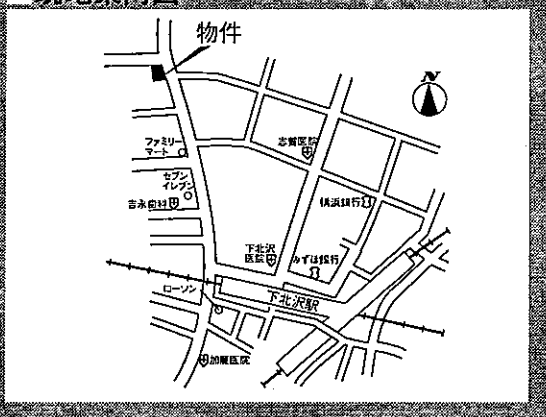 物件
N
志賀医院
ファミリー
マート
セブン
イレブン
吉永歯科
横浜銀行
下北沢
医院
みずほ銀行
ローソン
下北沢駅
加藤医院